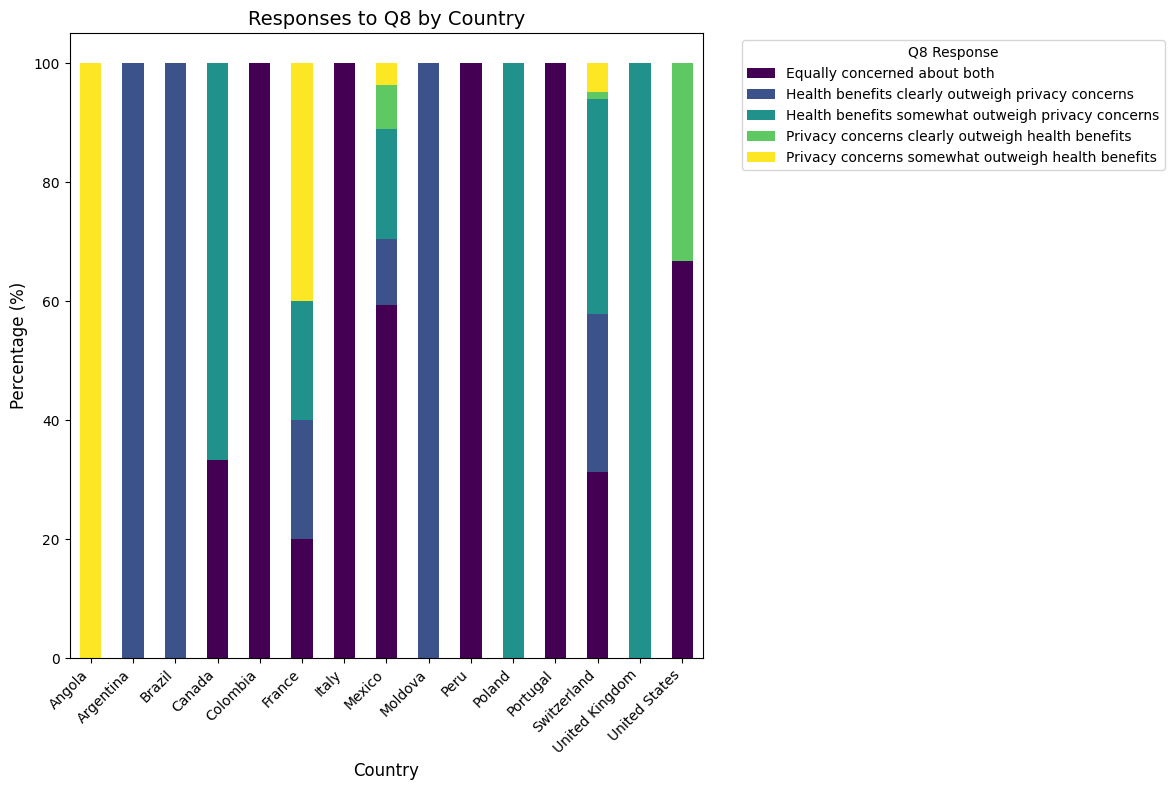 Responses to Q8 by Country
Q8 Response
Equally concerned about both
Health benefits clearly outweigh privacy concerns
Health benefits somewhat outweigh privacy concerns
Privacy concerns clearly outweigh health benefits
Privacy concerns somewhat outweigh health benefits
Percentage (%)
100
80
60
40
20
0
Angola
Argentina
Brazil
Canada
Colombia
France
Italy
Mexico
Moldova
Peru
Poland
Portugal
Switzerland
United Kingdom
United States
Country